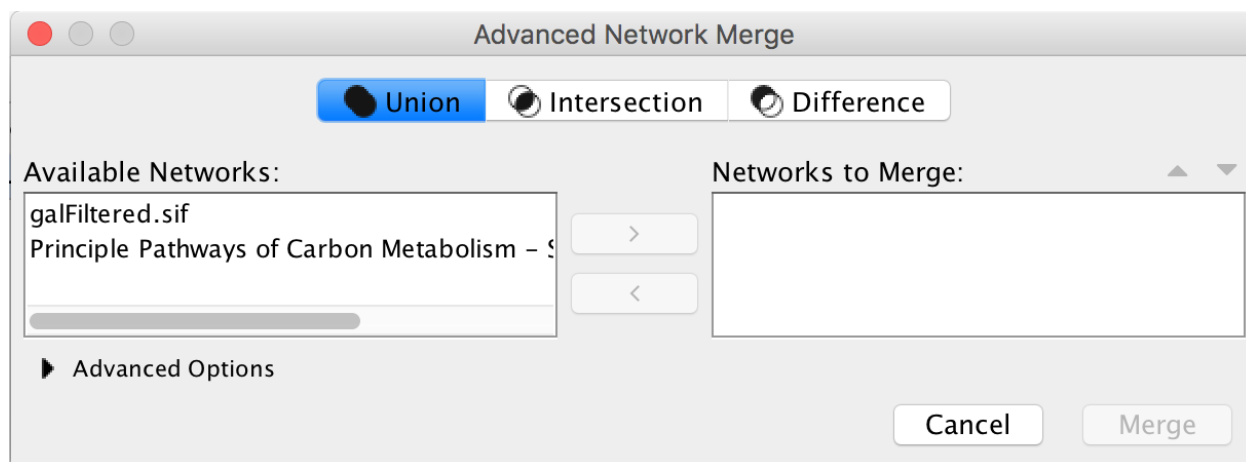 Advanced Network Merge
Union Intersection Difference
Available Networks:
Networks to Merge:
galFiltered.sif
Principle Pathways of Carbon Metabolism –
>
<
Advanced Options
Cancel Merge